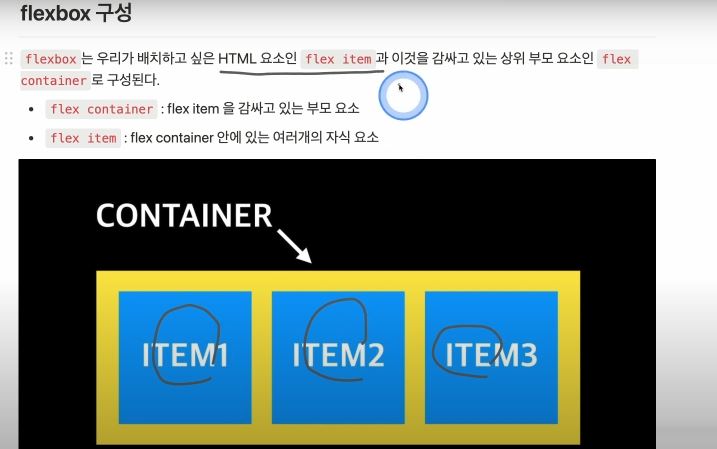 flexbox 구성
flexbox 는 우리가 배치하고 싶은 HTML 요소인 flex item 과 이것을 감싸고 있는 상위 부모 요소인 flex
container 로 구성된다.
• flex container : flex item 을 감싸고 있는 부모 요소
• flex item : flex container 안에 있는 여러개의 자식 요소
CONTAINER
ITEM1 ITEM2 ITEM3